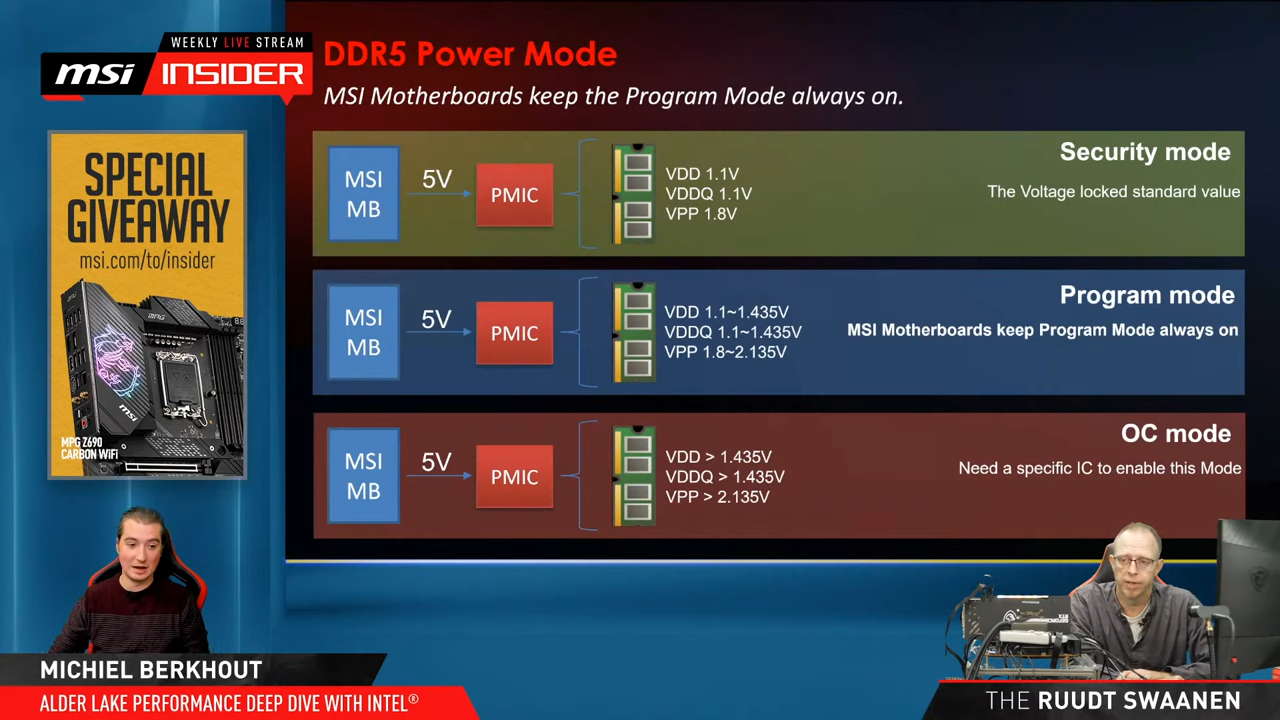 WEEKLY LIVE STREAM
msi INSIDER
DDR5 Power Mode
MSI Motherboards keep the Program Mode always on.
SPECIAL
GIVEAWAY
msi.com/to/insider
MPG
msi
MPG Z690
CARBON WiFi
MSI
MB
5V
PMIC
VDD 1.1V
VDDQ 1.1V
VPP 1.8V
Security mode
The Voltage locked standard value
MSI
MB
5V
PMIC
VDD 1.1~1.435V
VDDQ 1.1~1.435V
VPP 1.8~2.135V
Program mode
MSI Motherboards keep Program Mode always on
MSI
MB
5V
PMIC
VDD > 1.435V
VDDQ > 1.435V
VPP > 2.135V
OC mode
Need a specific IC to enable this Mode
GEFORCE
RTX
MICHIEL BERKHOUT
ALDER LAKE PERFORMANCE DEEP DIVE WITH INTEL®
THE RUUDT SWAANEN